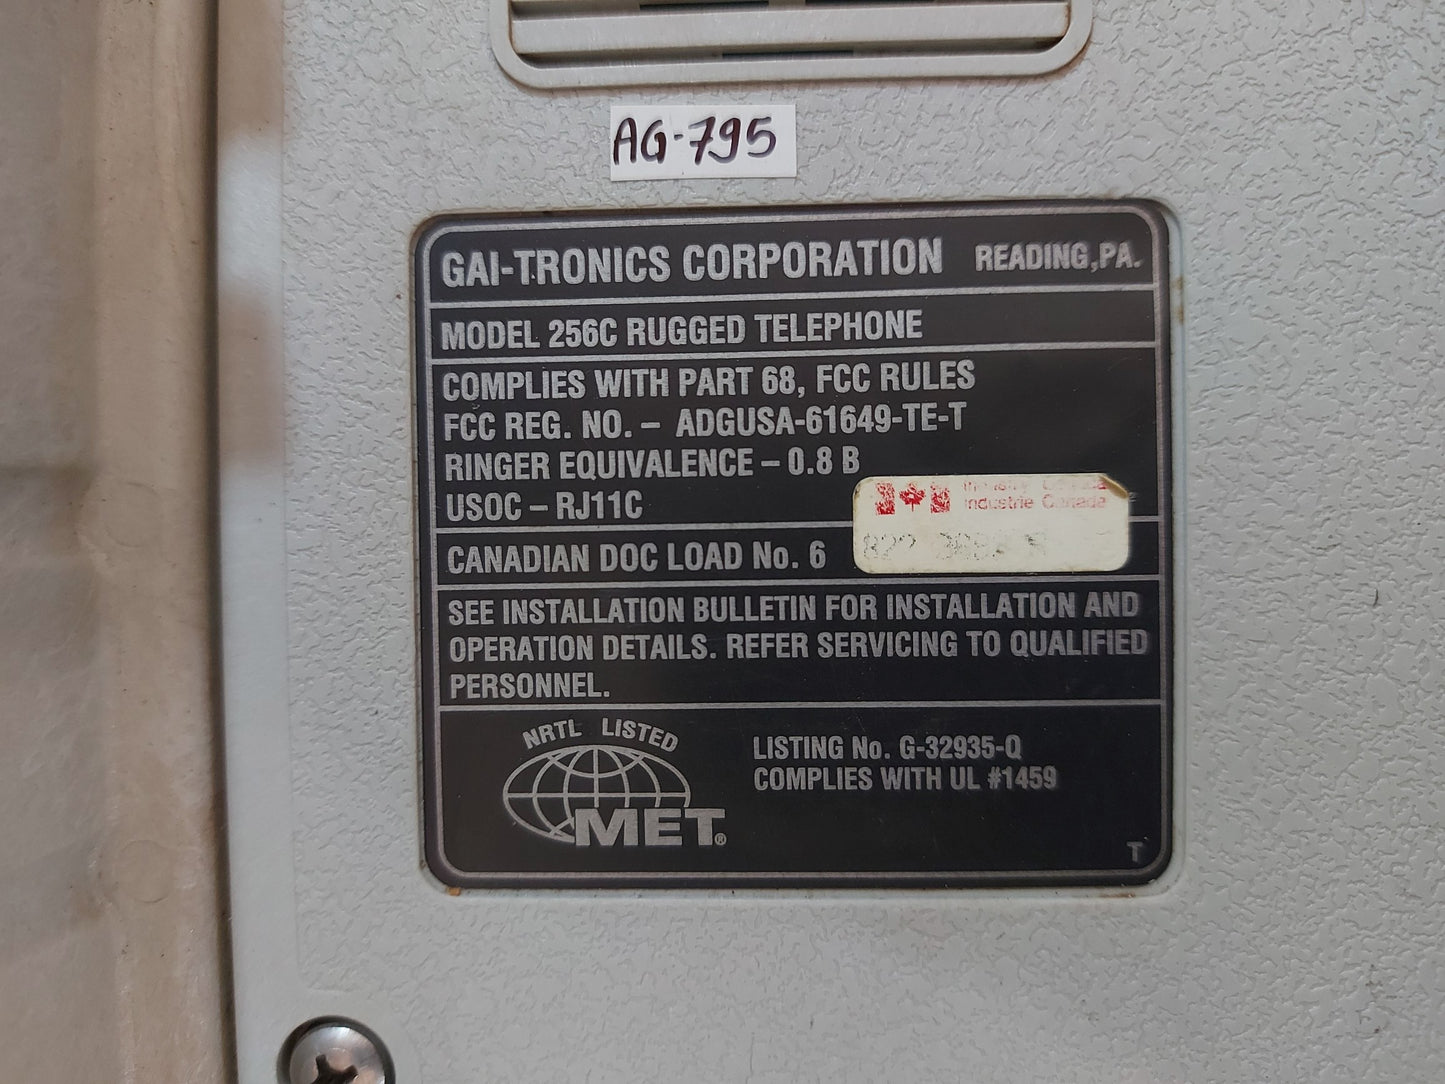 AG-795
GAI-TRONICS CORPORATION READING, PA.
MODEL 256C RUGGED TELEPHONE
COMPLIES WITH PART 68, FCC RULES
FCC REG. NO. – ADGUSA-61649-TE-T
RINGER EQUIVALENCE – 0.8 B
USOC – RJ11C
Industrie Canada
CANADIAN DOC LOAD No. 6
SEE INSTALLATION BULLETIN FOR INSTALLATION AND
OPERATION DETAILS. REFER SERVICING TO QUALIFIED
PERSONNEL.
NRTL LISTED
MET®
LISTING No. G-32935-Q
COMPLIES WITH UL #1459
T